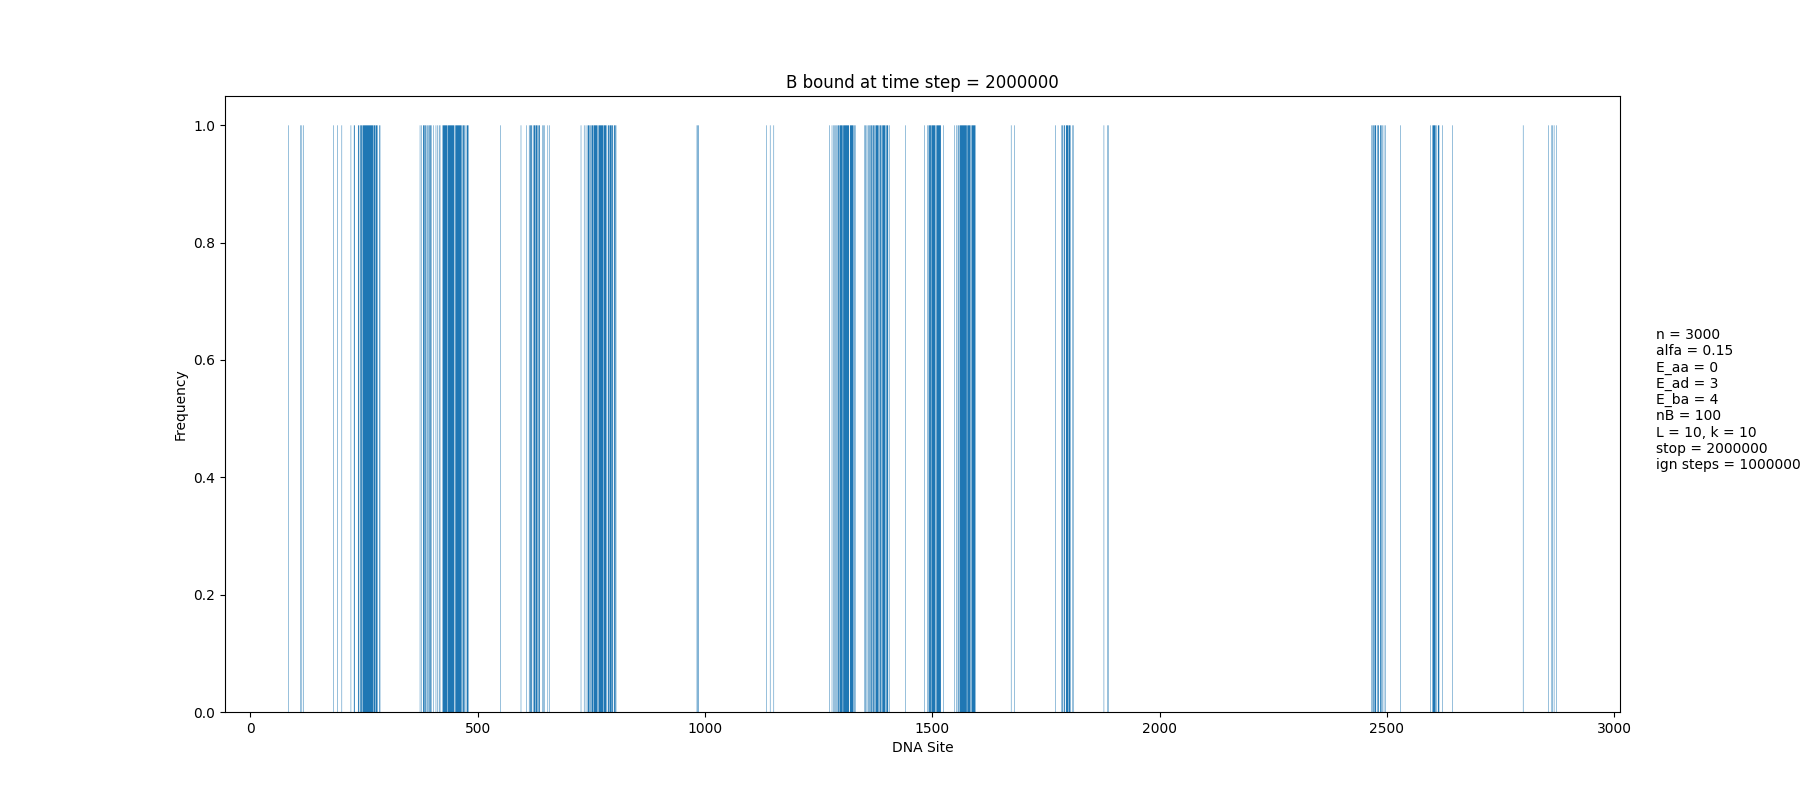 B bound at time step = 2000000
1.0
0.8
0.6
0.4
0.2
0.0
Frequency
0 500 1000 1500 2000 2500 3000
DNA Site
n = 3000
alfa = 0.15
E_aa = 0
E_ad = 3
E_ba = 4
nB = 100
L = 10, k = 10
stop = 2000000
ign steps = 1000000